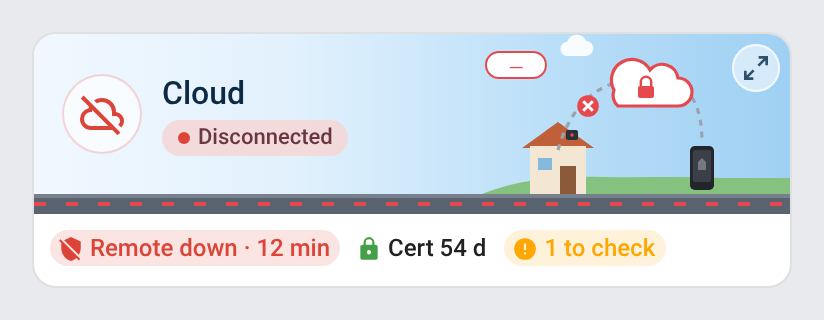 —
Cloud
Disconnected
Remote down · 12 min
Cert 54 d
1 to check